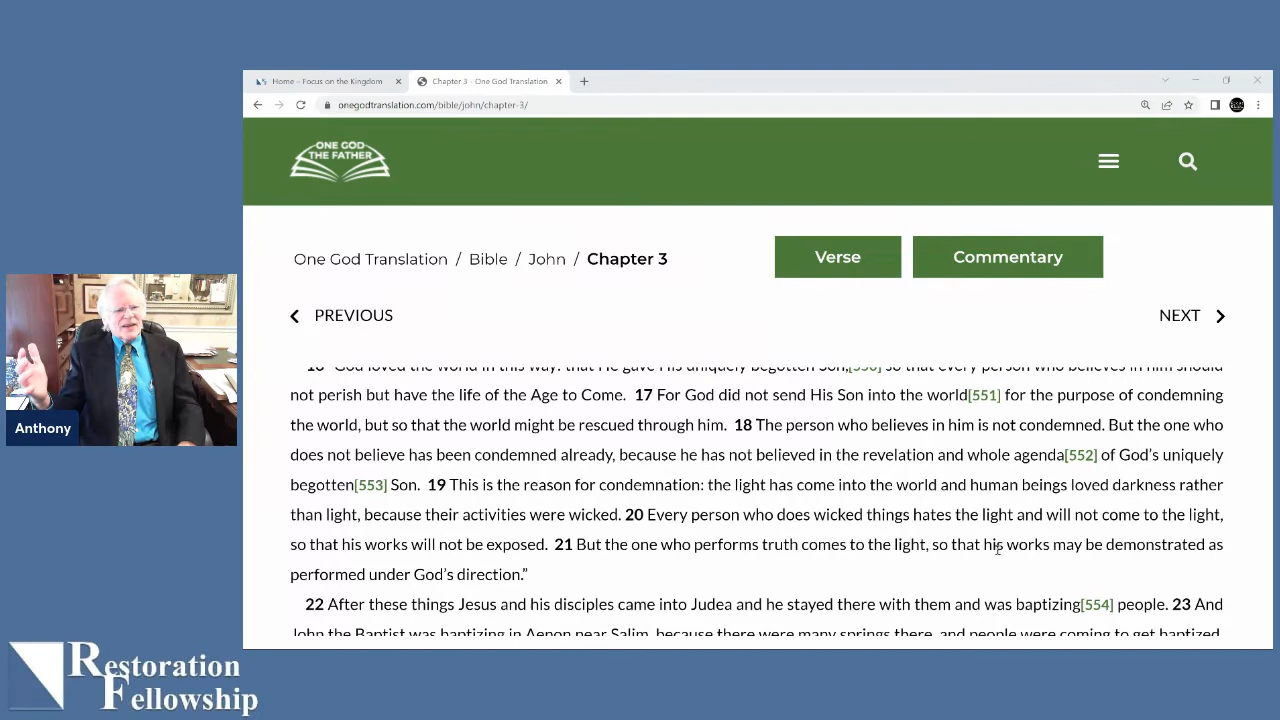 Home – Focus on the Kingdom
Chapter 3 - One God Translation
onegodtranslation.com/bible/john/chapter-3/
ONE GOD
THE FATHER
One God Translation / Bible / John / Chapter 3
Verse
Commentary
PREVIOUS
NEXT
16 "God loved the world in this way: that He gave His uniquely begotten Son,[550] so that every person who believes in him should
not perish but have the life of the Age to Come. 17 For God did not send His Son into the world[551] for the purpose of condemning
the world, but so that the world might be rescued through him. 18 The person who believes in him is not condemned. But the one who
does not believe has been condemned already, because he has not believed in the revelation and whole agenda[552] of God's uniquely
begotten[553] Son. 19 This is the reason for condemnation: the light has come into the world and human beings loved darkness rather
than light, because their activities were wicked. 20 Every person who does wicked things hates the light and will not come to the light,
so that his works will not be exposed. 21 But the one who performs truth comes to the light, so that his works may be demonstrated as
performed under God's direction."
22 After these things Jesus and his disciples came into Judea and he stayed there with them and was baptizing[554] people. 23 And
John the Baptist was baptizing in Aenon near Salim, because there were many springs there, and people were coming to get baptized.
Anthony
Restoration
Fellowship